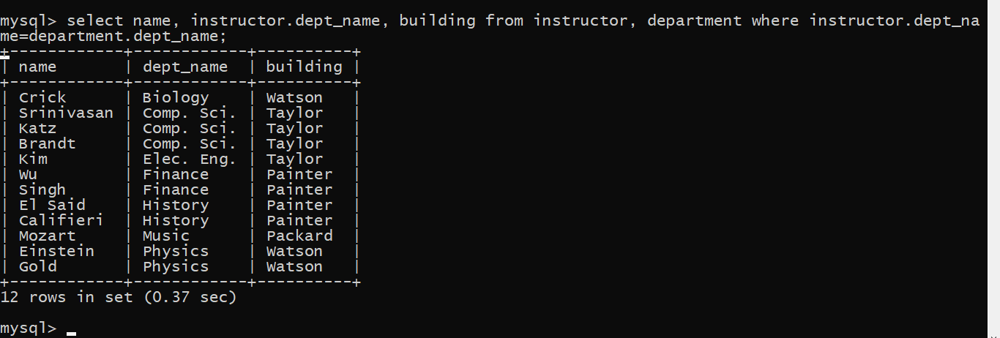 mysql> select name, instructor.dept_name, building from instructor, department where instructor.dept_na
me=department.dept_name;
+------------+------------+----------+
| name       | dept_name  | building |
+------------+------------+----------+
| Crick      | Biology    | Watson   |
| Srinivasan | Comp. Sci. | Taylor   |
| Katz       | Comp. Sci. | Taylor   |
| Brandt     | Comp. Sci. | Taylor   |
| Kim        | Elec. Eng. | Taylor   |
| Wu         | Finance    | Painter  |
| Singh      | Finance    | Painter  |
| El Said    | History    | Painter  |
| Califieri  | History    | Painter  |
| Mozart     | Music      | Packard  |
| Einstein   | Physics    | Watson   |
| Gold       | Physics    | Watson   |
+------------+------------+----------+
12 rows in set (0.37 sec)
mysql> _